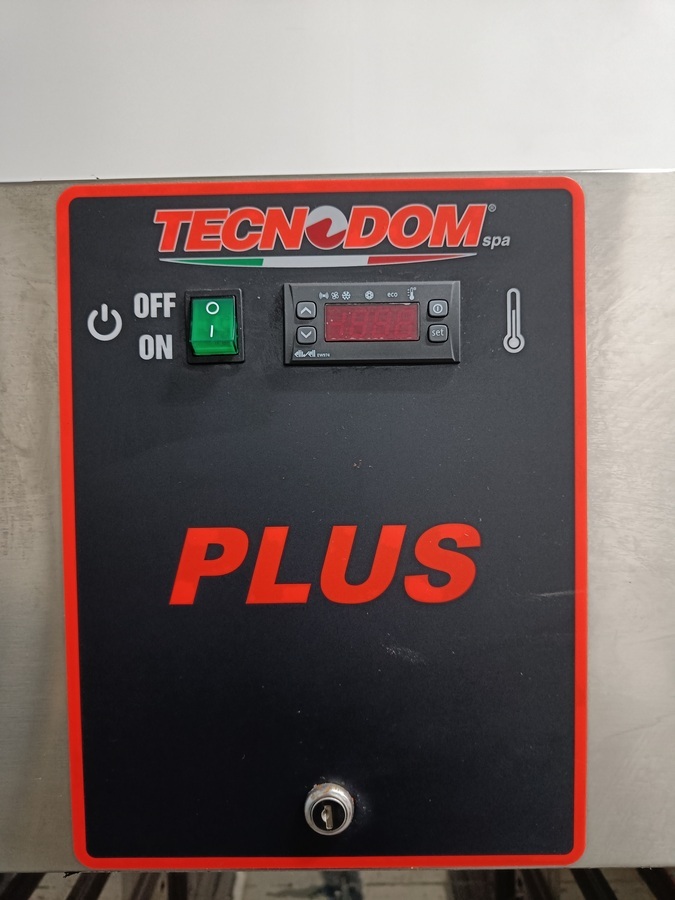 TECNODOM®
spa
OFF
ON
O
I
eco
set
PLUS